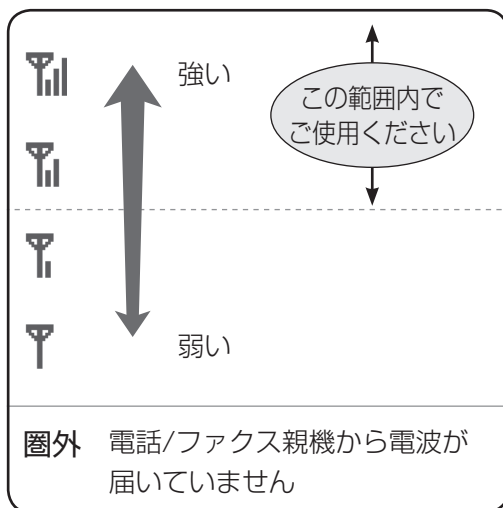 強い
この範囲内で
ご使用ください
弱い
圏外 電話/ファクス親機から電波が
届いていません